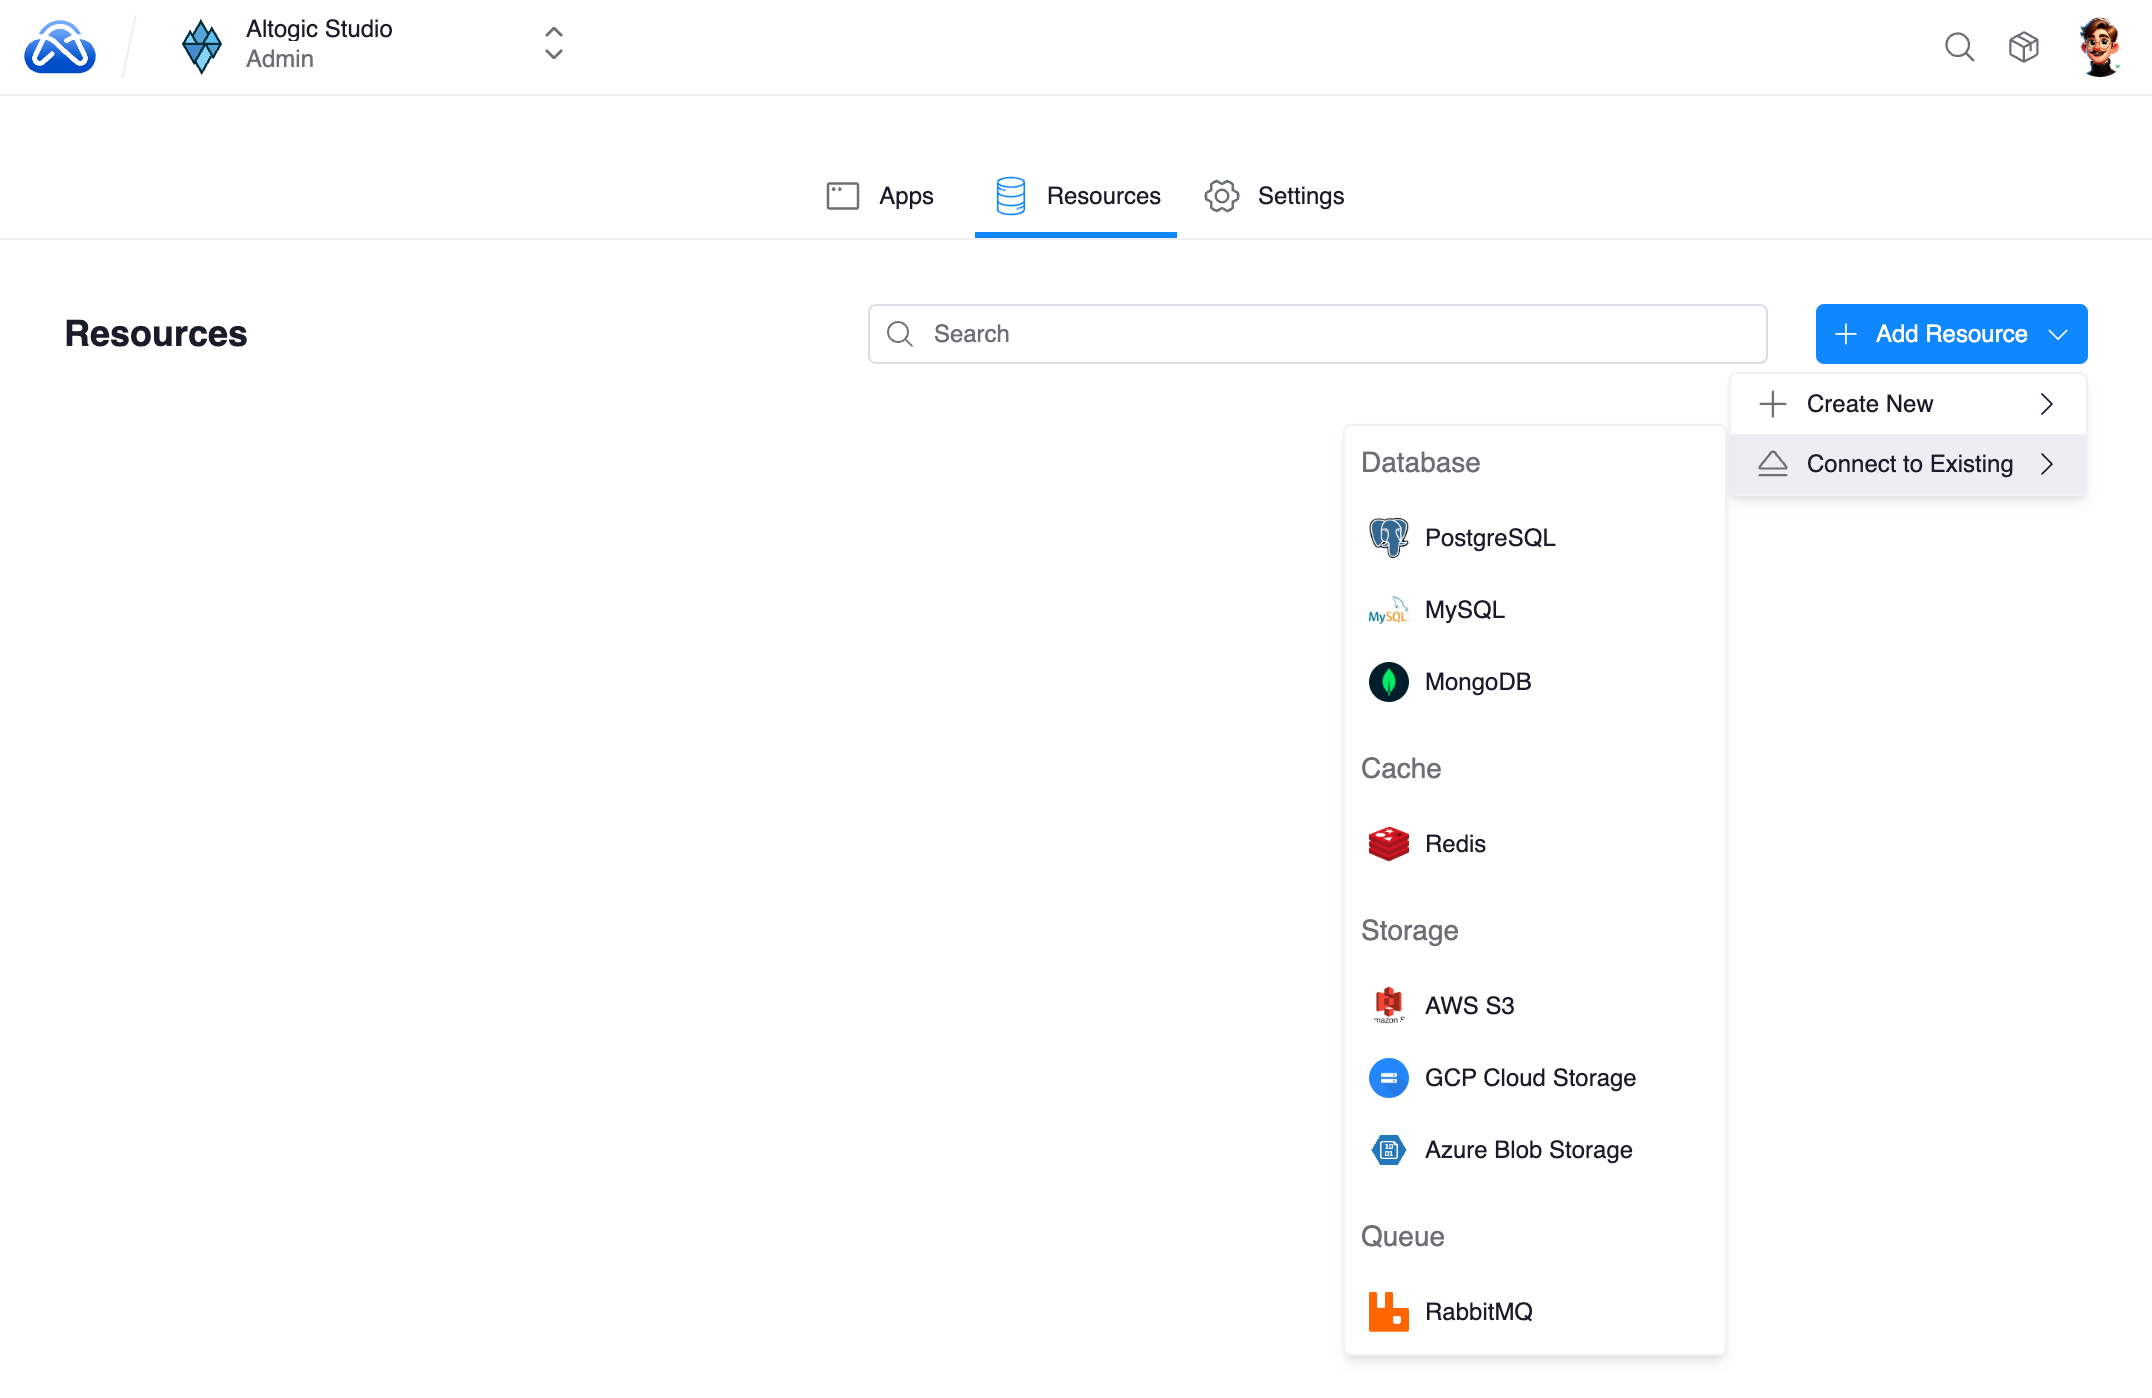 Altogic Studio
Admin
Apps
Resources
Settings
Resources
Search
Add Resource
Create New
Connect to Existing
Database
PostgreSQL
MySQL
MySQL
MongoDB
Cache
Redis
Storage
AWS S3
GCP Cloud Storage
Azure Blob Storage
Queue
RabbitMQ